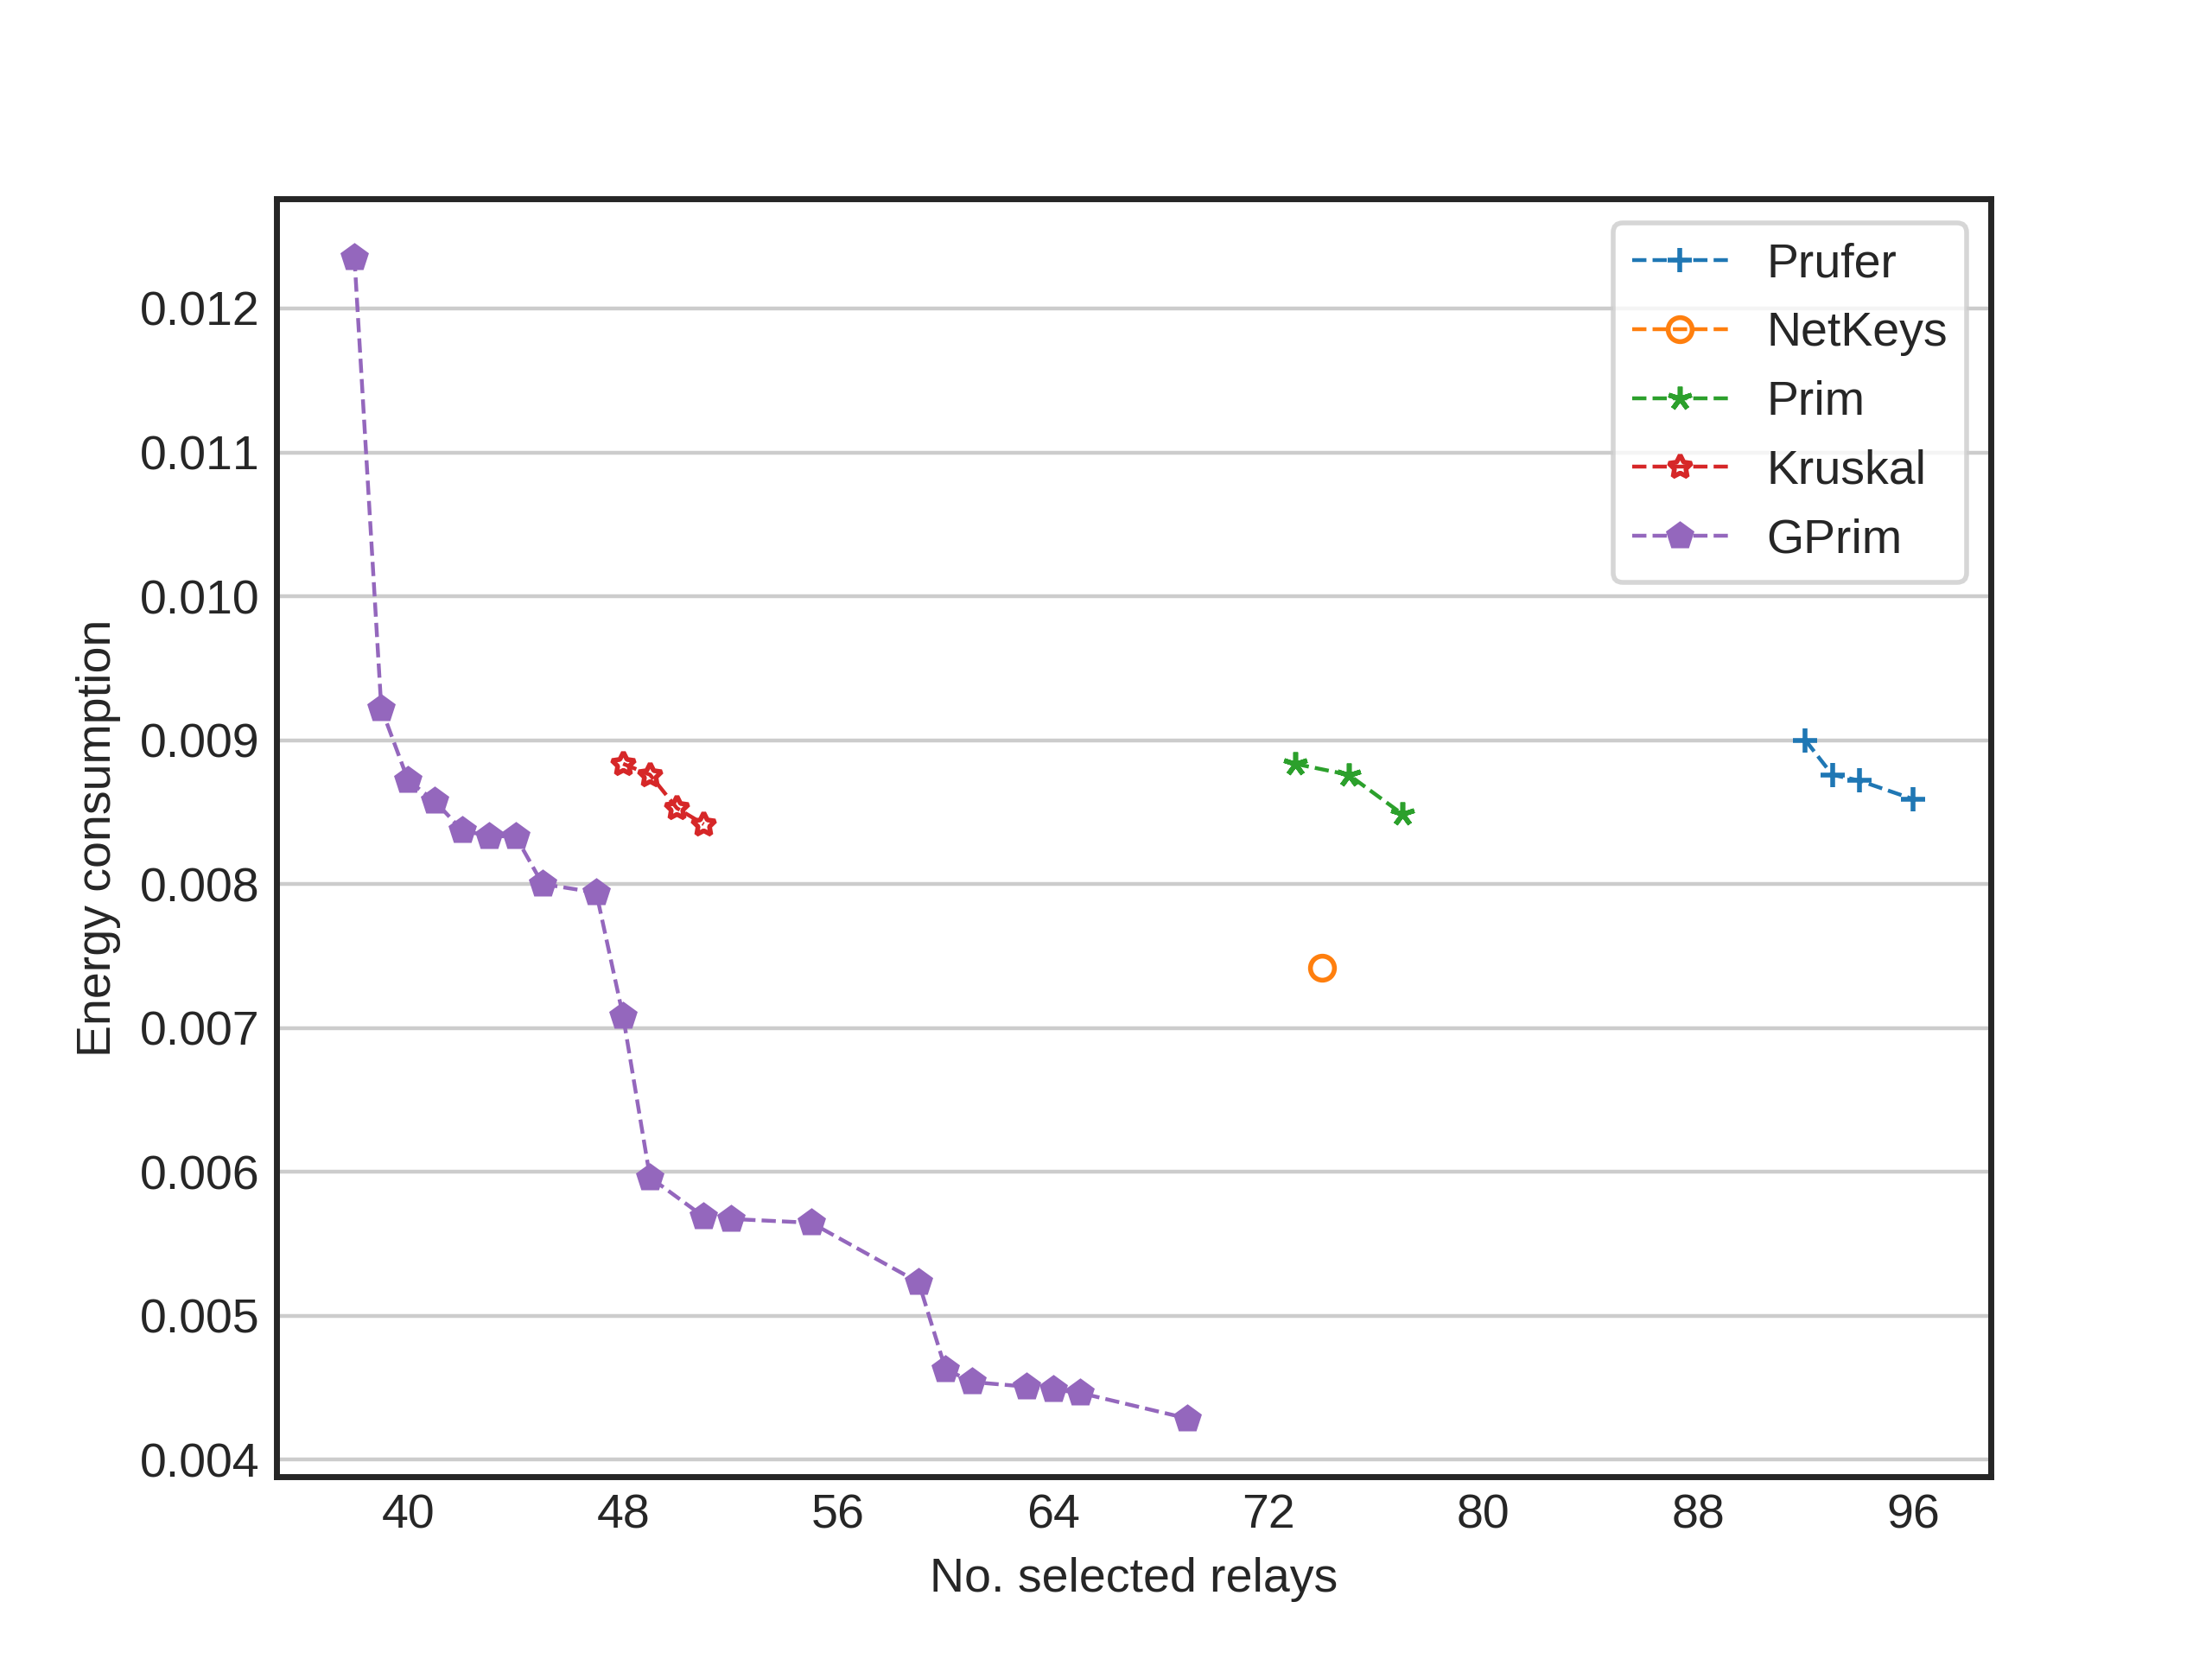 Prufer
NetKeys
Prim
Kruskal
GPrim
0.012
0.011
0.010
0.009
0.008
0.007
0.006
0.005
0.004
Energy consumption
40 48 56 64 72 80 88 96
No. selected relays